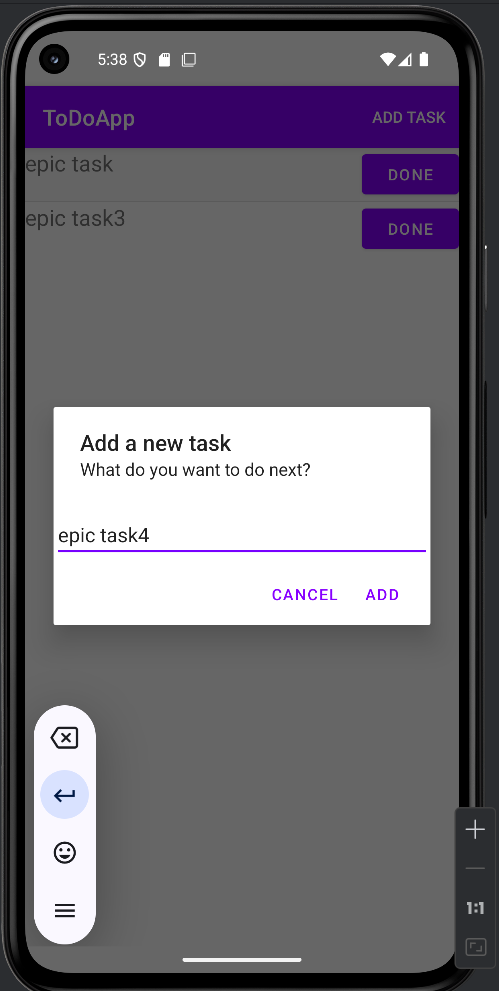 5:38
ToDoApp ADD TASK
epic task DONE
epic task3 DONE
Add a new task
What do you want to do next?
epic task4
CANCEL ADD
1:1